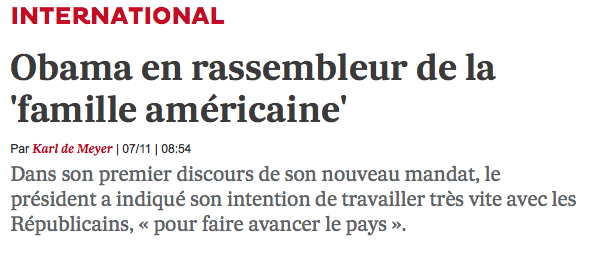 INTERNATIONAL
Obama en rassembleur de la
'famille américaine'
Par Karl de Meyer | 07/11 | 08:54
Dans son premier discours de son nouveau mandat, le
président a indiqué son intention de travailler très vite avec les
Républicains, « pour faire avancer le pays ».